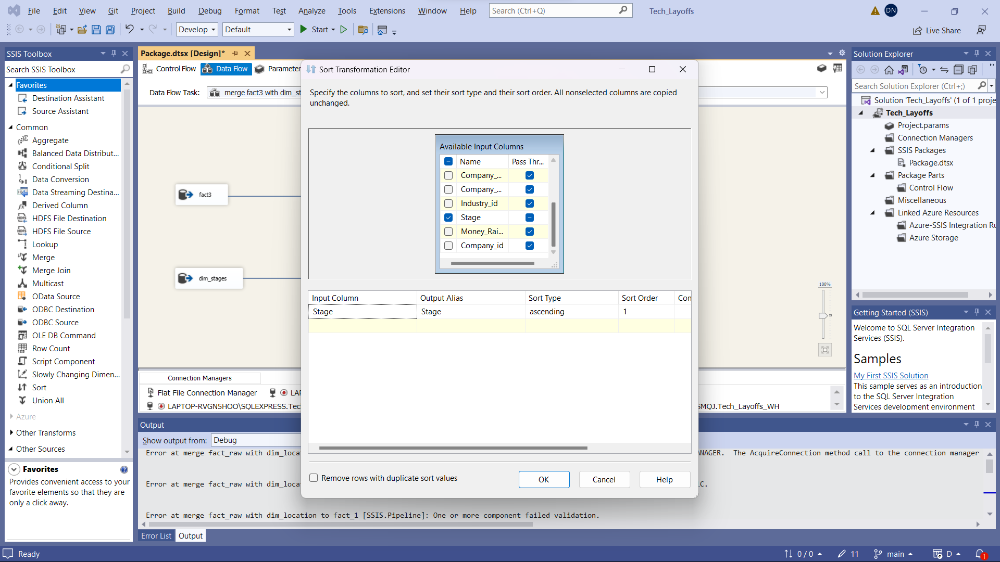 File Edit View Git Project Build Debug Format Test Analyze Tools Extensions Window Help Search (Ctrl+Q) Tech_Layoffs DN
Develop Default Start Live Share
SSIS Toolbox
Search SSIS Toolbox
Favorites
Destination Assistant
Source Assistant
Common
Aggregate
Balanced Data Distribut...
Conditional Split
Data Conversion
Data Streaming Destina...
Derived Column
HDFS File Destination
HDFS File Source
Lookup
Merge
Merge Join
Multicast
OData Source
ODBC Destination
ODBC Source
OLE DB Command
Row Count
Script Component
Slowly Changing Dimen...
Sort
Union All
Azure
Other Transforms
Other Sources
Favorites
Provides convenient access to your
favorite elements so that they are
only a click away.
Package.dtsx [Design]*
Control Flow Data Flow Parameter
Data Flow Task: merge fact3 with dim_st
fact3
dim_stages
100%
Connection Managers
Flat File Connection Manager LAP
LAPTOP-RVGN5HOO\SQLEXPRESS.Tec
SMQJ.Tech_Layoffs_WH
Sort Transformation Editor
Specify the columns to sort, and set their sort type and their sort order. All nonselected columns are copied
unchanged.
Available Input Columns
Name Pass Thr...
Company_...
Company_...
Industry_id
Stage
Money_Rai...
Company_id
Input Column Output Alias Sort Type Sort Order Con
Stage Stage ascending 1
Remove rows with duplicate sort values
OK Cancel Help
Output
Show output from: Debug
Error at merge fact_raw with dim_locat
ANAGER. The AcquireConnection method call to the connection manager
Error at merge fact_raw with dim_locat
C.
Error at merge fact_raw with dim_location to fact_1 [SSIS.Pipeline]: One or more component failed validation.
Error List Output
Solution Explorer
Search Solution Explorer (Ctrl+;)
Solution 'Tech_Layoffs' (1 of 1 proje
Tech_Layoffs
Project.params
Connection Managers
SSIS Packages
Package.dtsx
Package Parts
Control Flow
Miscellaneous
Linked Azure Resources
Azure-SSIS Integration Ru
Azure Storage
Getting Started (SSIS)
Welcome to SQL Server Integration
Services (SSIS).
Samples
My First SSIS Solution
This sample serves as an introduction
to the SQL Server Integration
Services development environment
Ready 0 / 0 11 main D 1